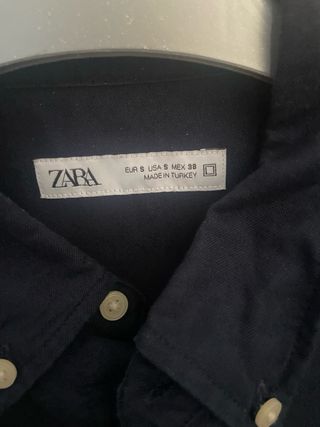 ZARA
EUR S USA S MEX 38
MADE IN TURKEY